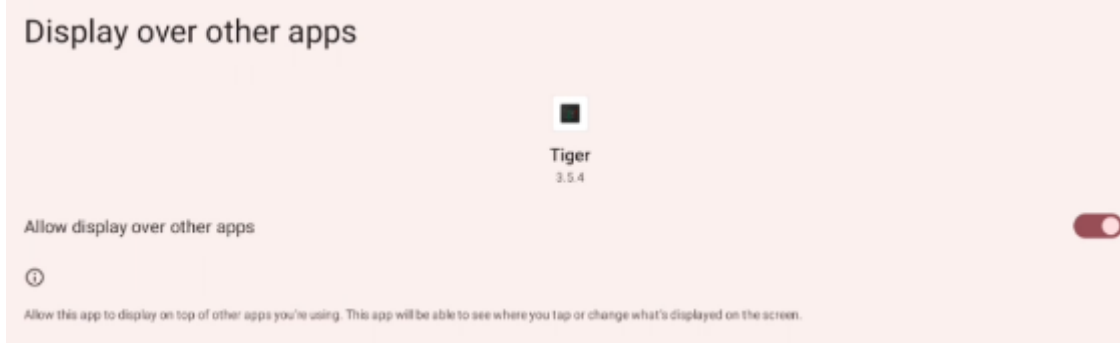 Display over other apps
Tiger
3.5.4
Allow display over other apps
Allow this app to display on top of other apps you're using. This app will be able to see where you tap or change what's displayed on the screen.